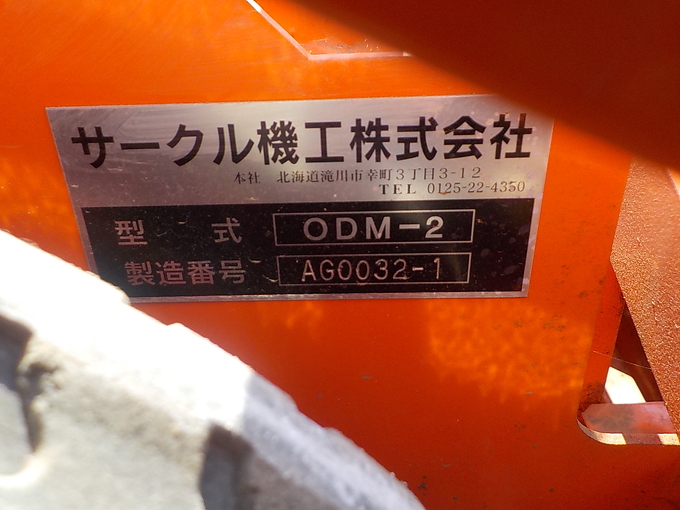 サークル機工株式会社
本社 北海道滝川市幸町3丁目3-12
TEL 0125-22-4350
型 式 ODM-2
製造番号 AG0032-1